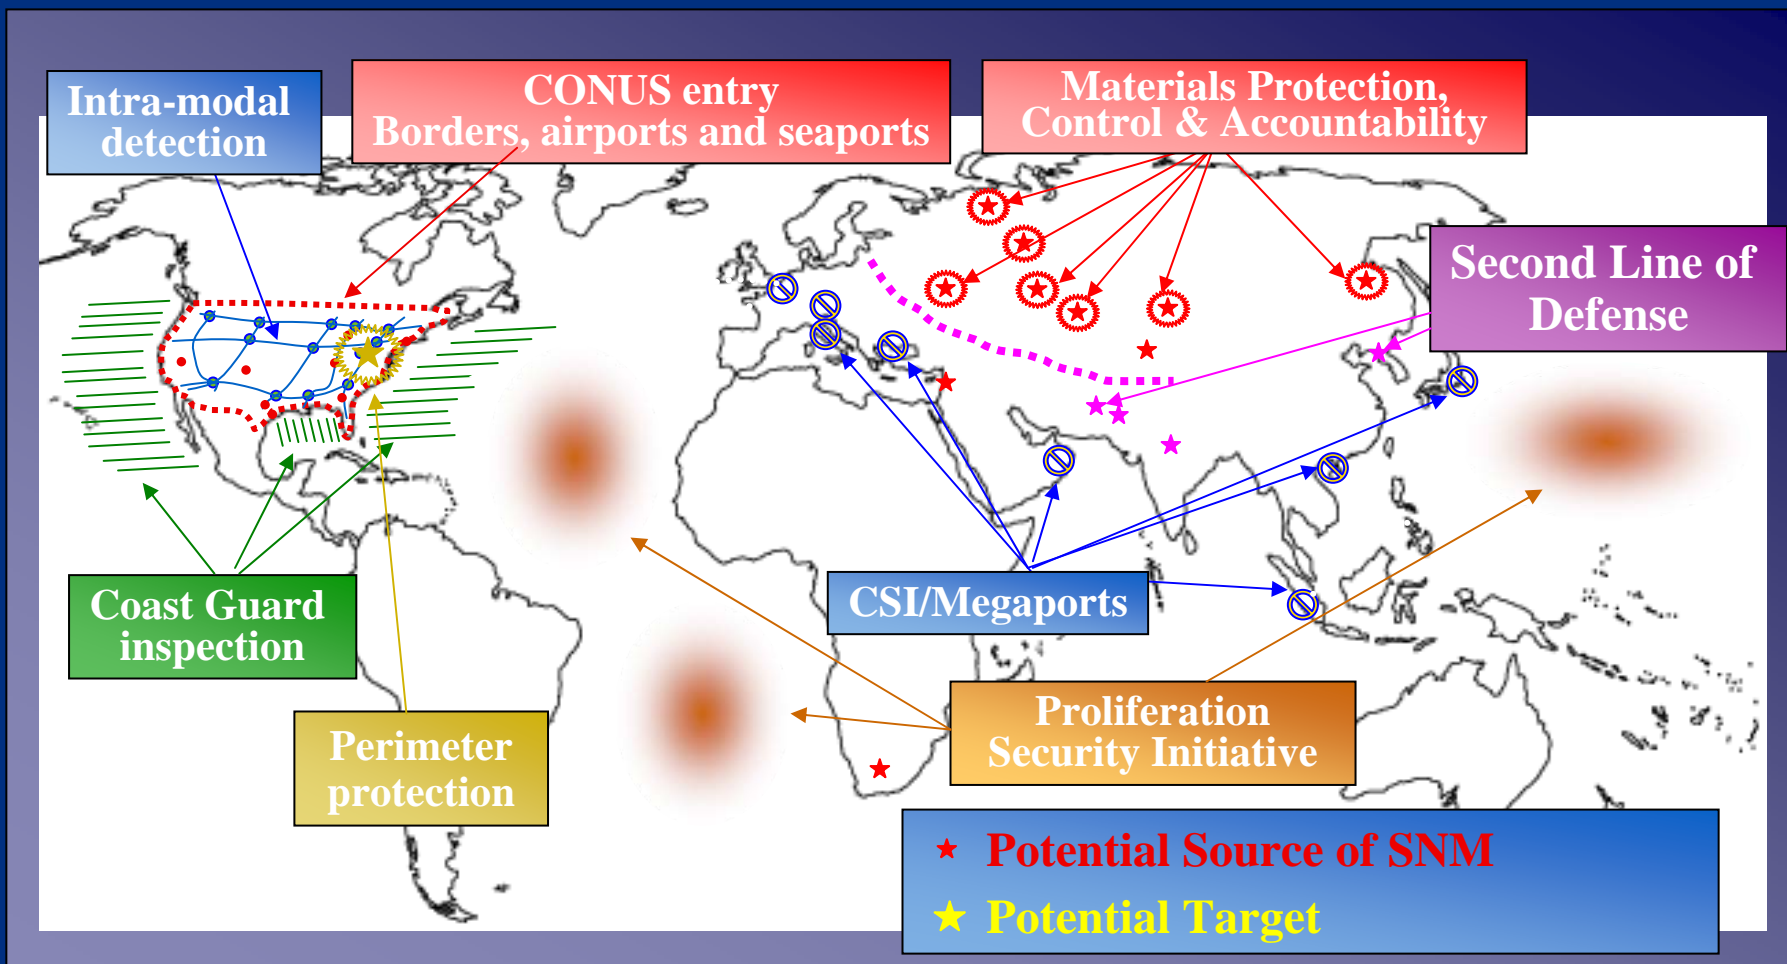 Intra-modal
detection
CONUS entry
Borders, airports and seaports
Materials Protection,
Control & Accountability
Second Line of
Defense
Coast Guard
inspection
CSI/Megaports
Perimeter
protection
Proliferation
Security Initiative
Potential Source of SNM
Potential Target